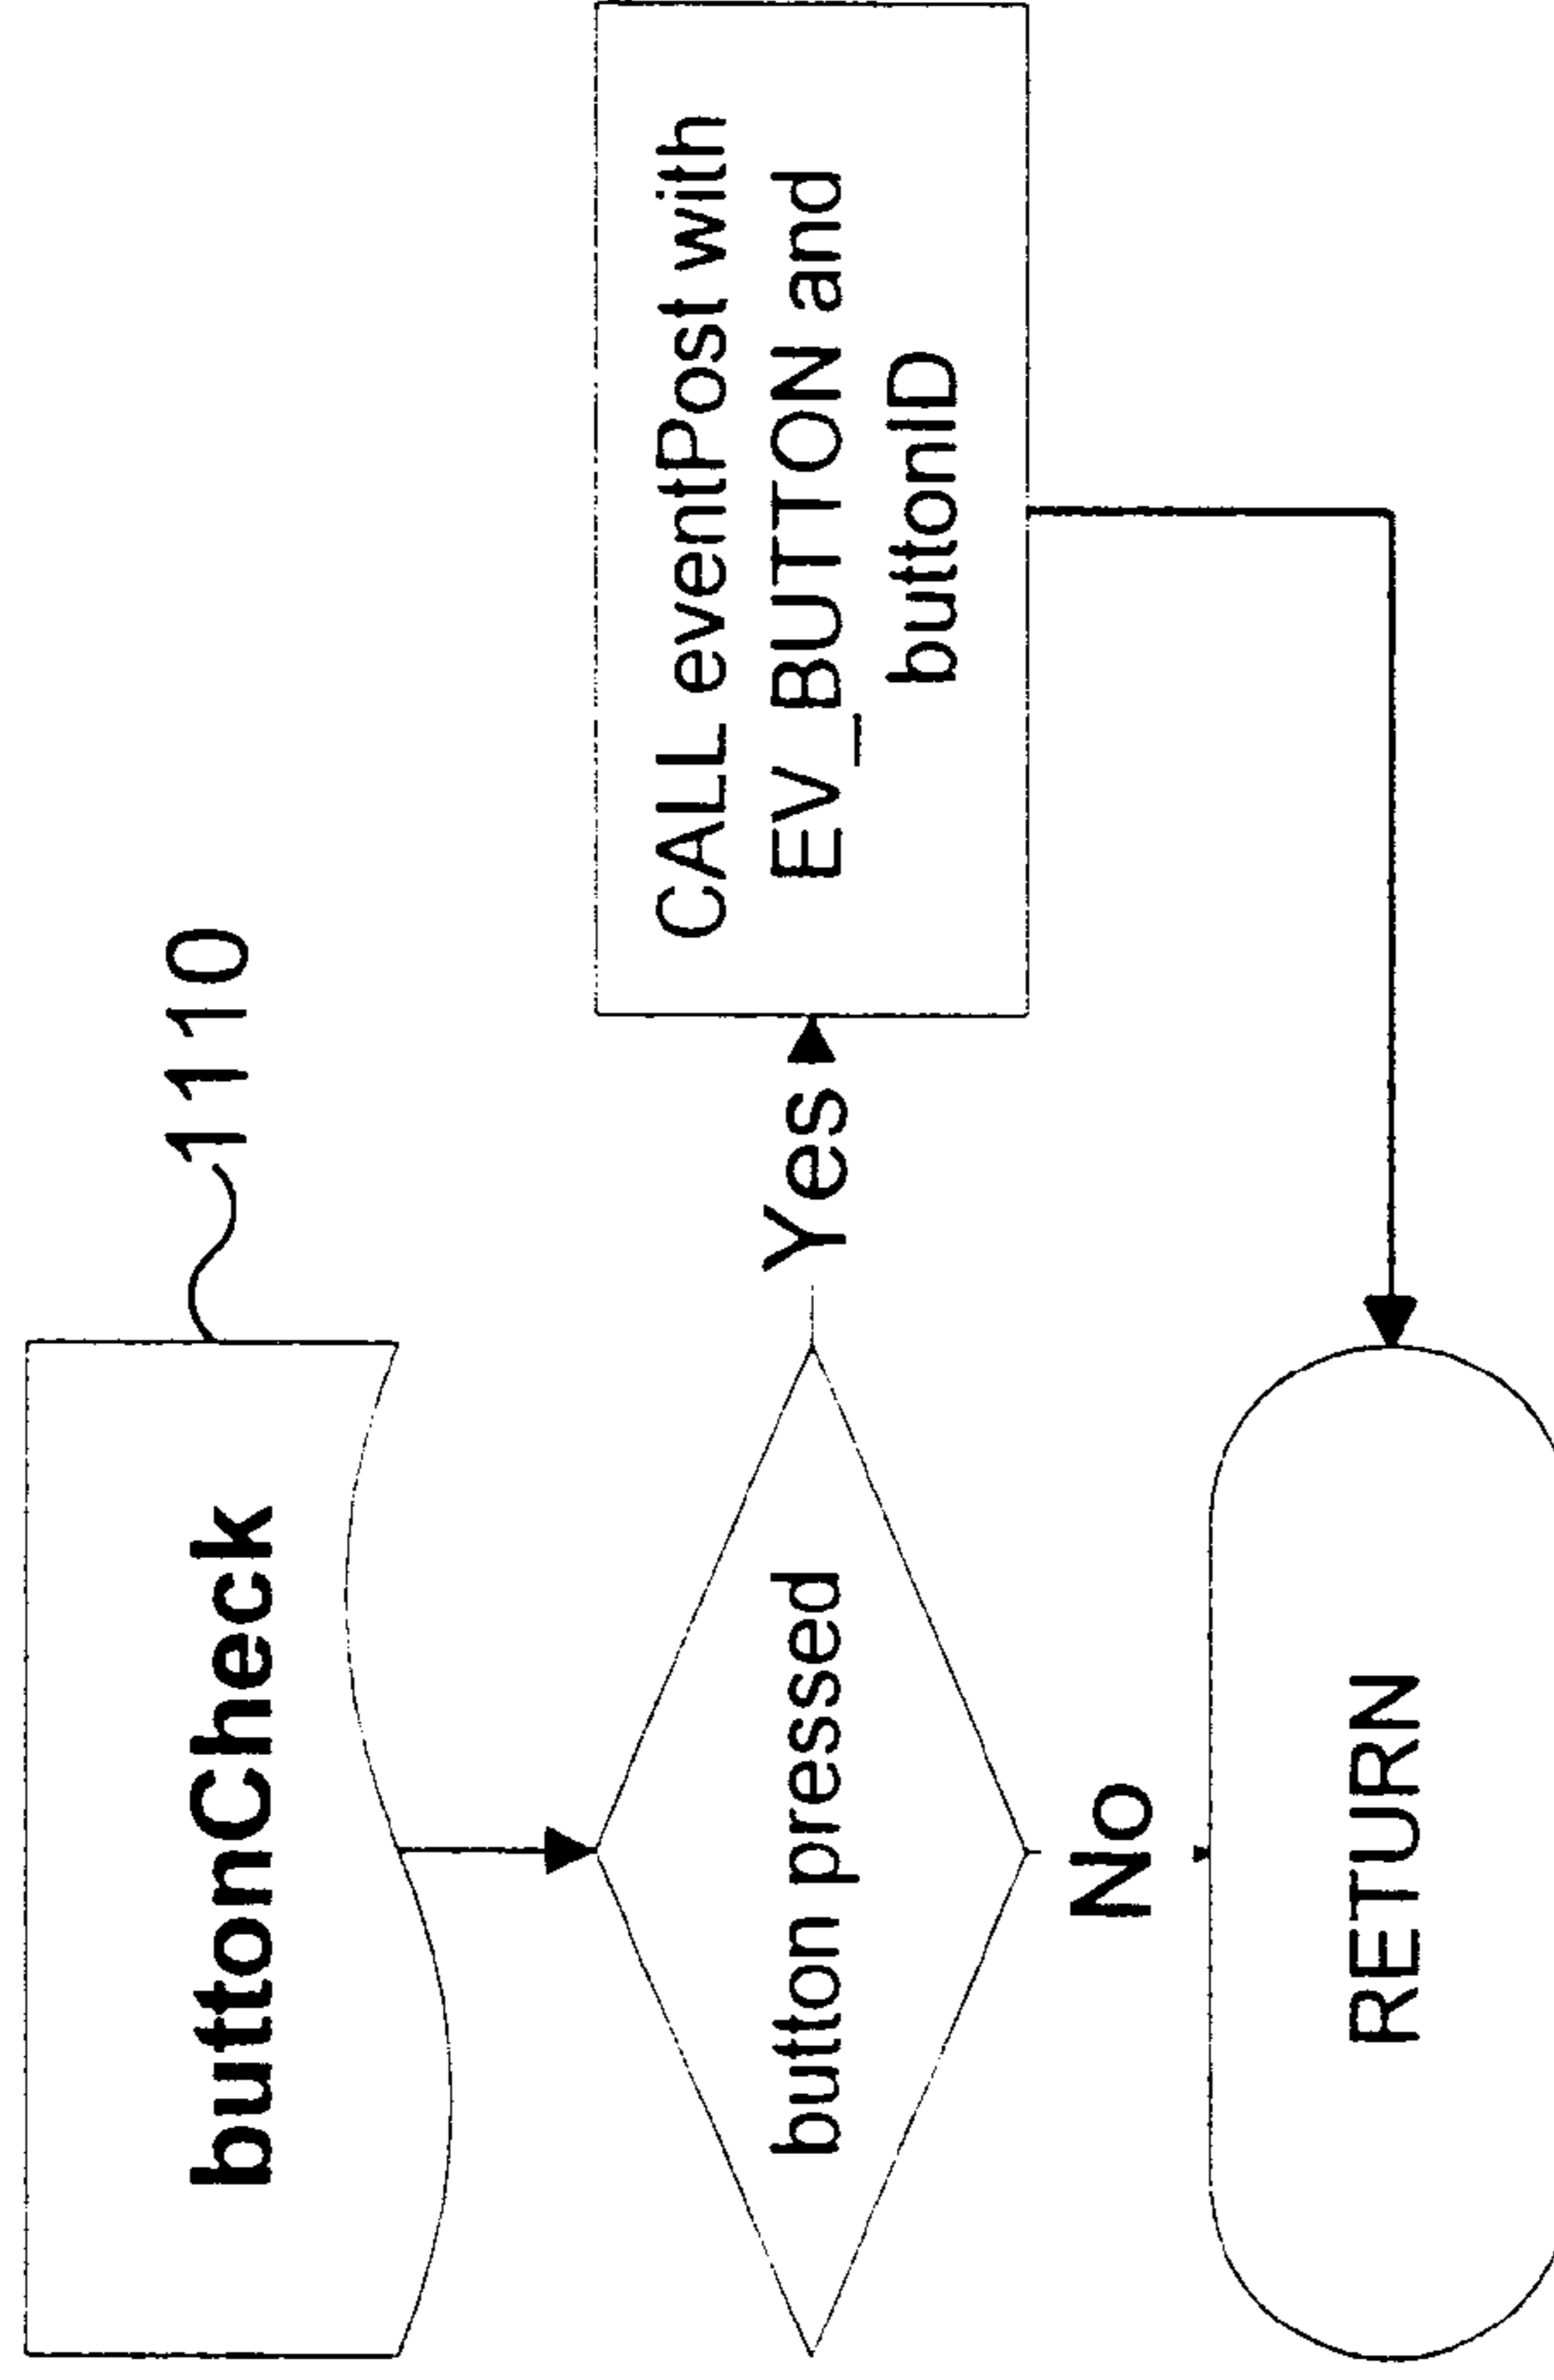 buttonCheck
1110
button pressed
Yes
CALL eventPost with
EV_BUTTON and
buttonID
No
RETURN